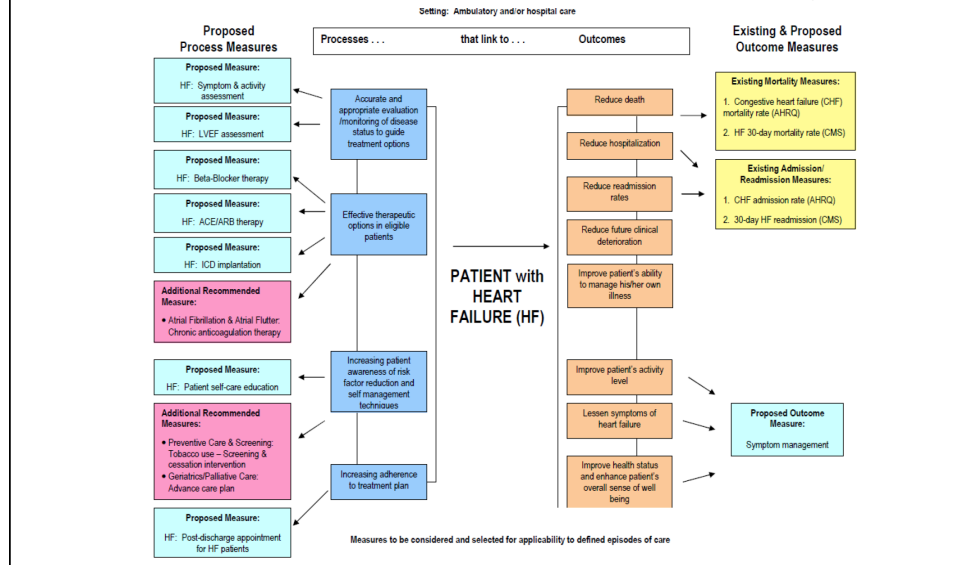 Setting: Ambulatory and/or hospital care
Proposed
Process Measures
Processes . . .
that link to . . .
Outcomes
Existing & Proposed
Outcome Measures
Proposed Measure:
HF: Symptom & activity
assessment
Proposed Measure:
HF: LVEF assessment
Proposed Measure:
HF: Beta-Blocker therapy
Proposed Measure:
HF: ACE/ARB therapy
Proposed Measure:
HF: ICD implantation
Additional Recommended
Measure:
• Atrial Fibrillation & Atrial Flutter:
Chronic anticoagulation therapy
Proposed Measure:
HF: Patient self-care education
Additional Recommended
Measures:
• Preventive Care & Screening:
Tobacco use – Screening &
cessation intervention
• Geriatrics/Palliative Care:
Advance care plan
Proposed Measure:
HF: Post-discharge appointment
for HF patients
Accurate and
appropriate evaluation
/monitoring of disease
status to guide
treatment options
Effective therapeutic
options in eligible
patients
Increasing patient
awareness of risk
factor reduction and
self management
techniques
Increasing adherence
to treatment plan
PATIENT with
HEART
FAILURE (HF)
Reduce death
Reduce hospitalization
Reduce readmission
rates
Reduce future clinical
deterioration
Improve patient's ability
to manage his/her own
illness
Improve patient's activity
level
Lessen symptoms of
heart failure
Improve health status
and enhance patient's
overall sense of well
being
Existing Mortality Measures:
1. Congestive heart failure (CHF)
mortality rate (AHRQ)
2. HF 30-day mortality rate (CMS)
Existing Admission/
Readmission Measures:
1. CHF admission rate (AHRQ)
2. 30-day HF readmission (CMS)
Proposed Outcome
Measure:
Symptom management
Measures to be considered and selected for applicability to defined episodes of care